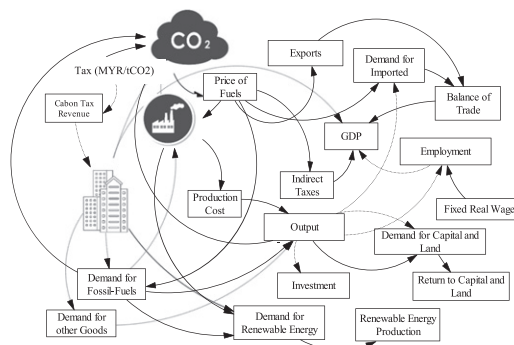 CO2
Tax (MYR/tCO2)
Cabon Tax
Revenue
Price of
Fuels
Exports
Demand for
Imported
Balance of
Trade
GDP
Employment
Indirect
Taxes
Production
Cost
Output
Fixed Real Wage
Demand for Capital and
Land
Return to Capital and
Land
Investment
Demand for
Fossil-Fuels
Demand for
other Goods
Demand for
Renewable Energy
Renewable Energy
Production